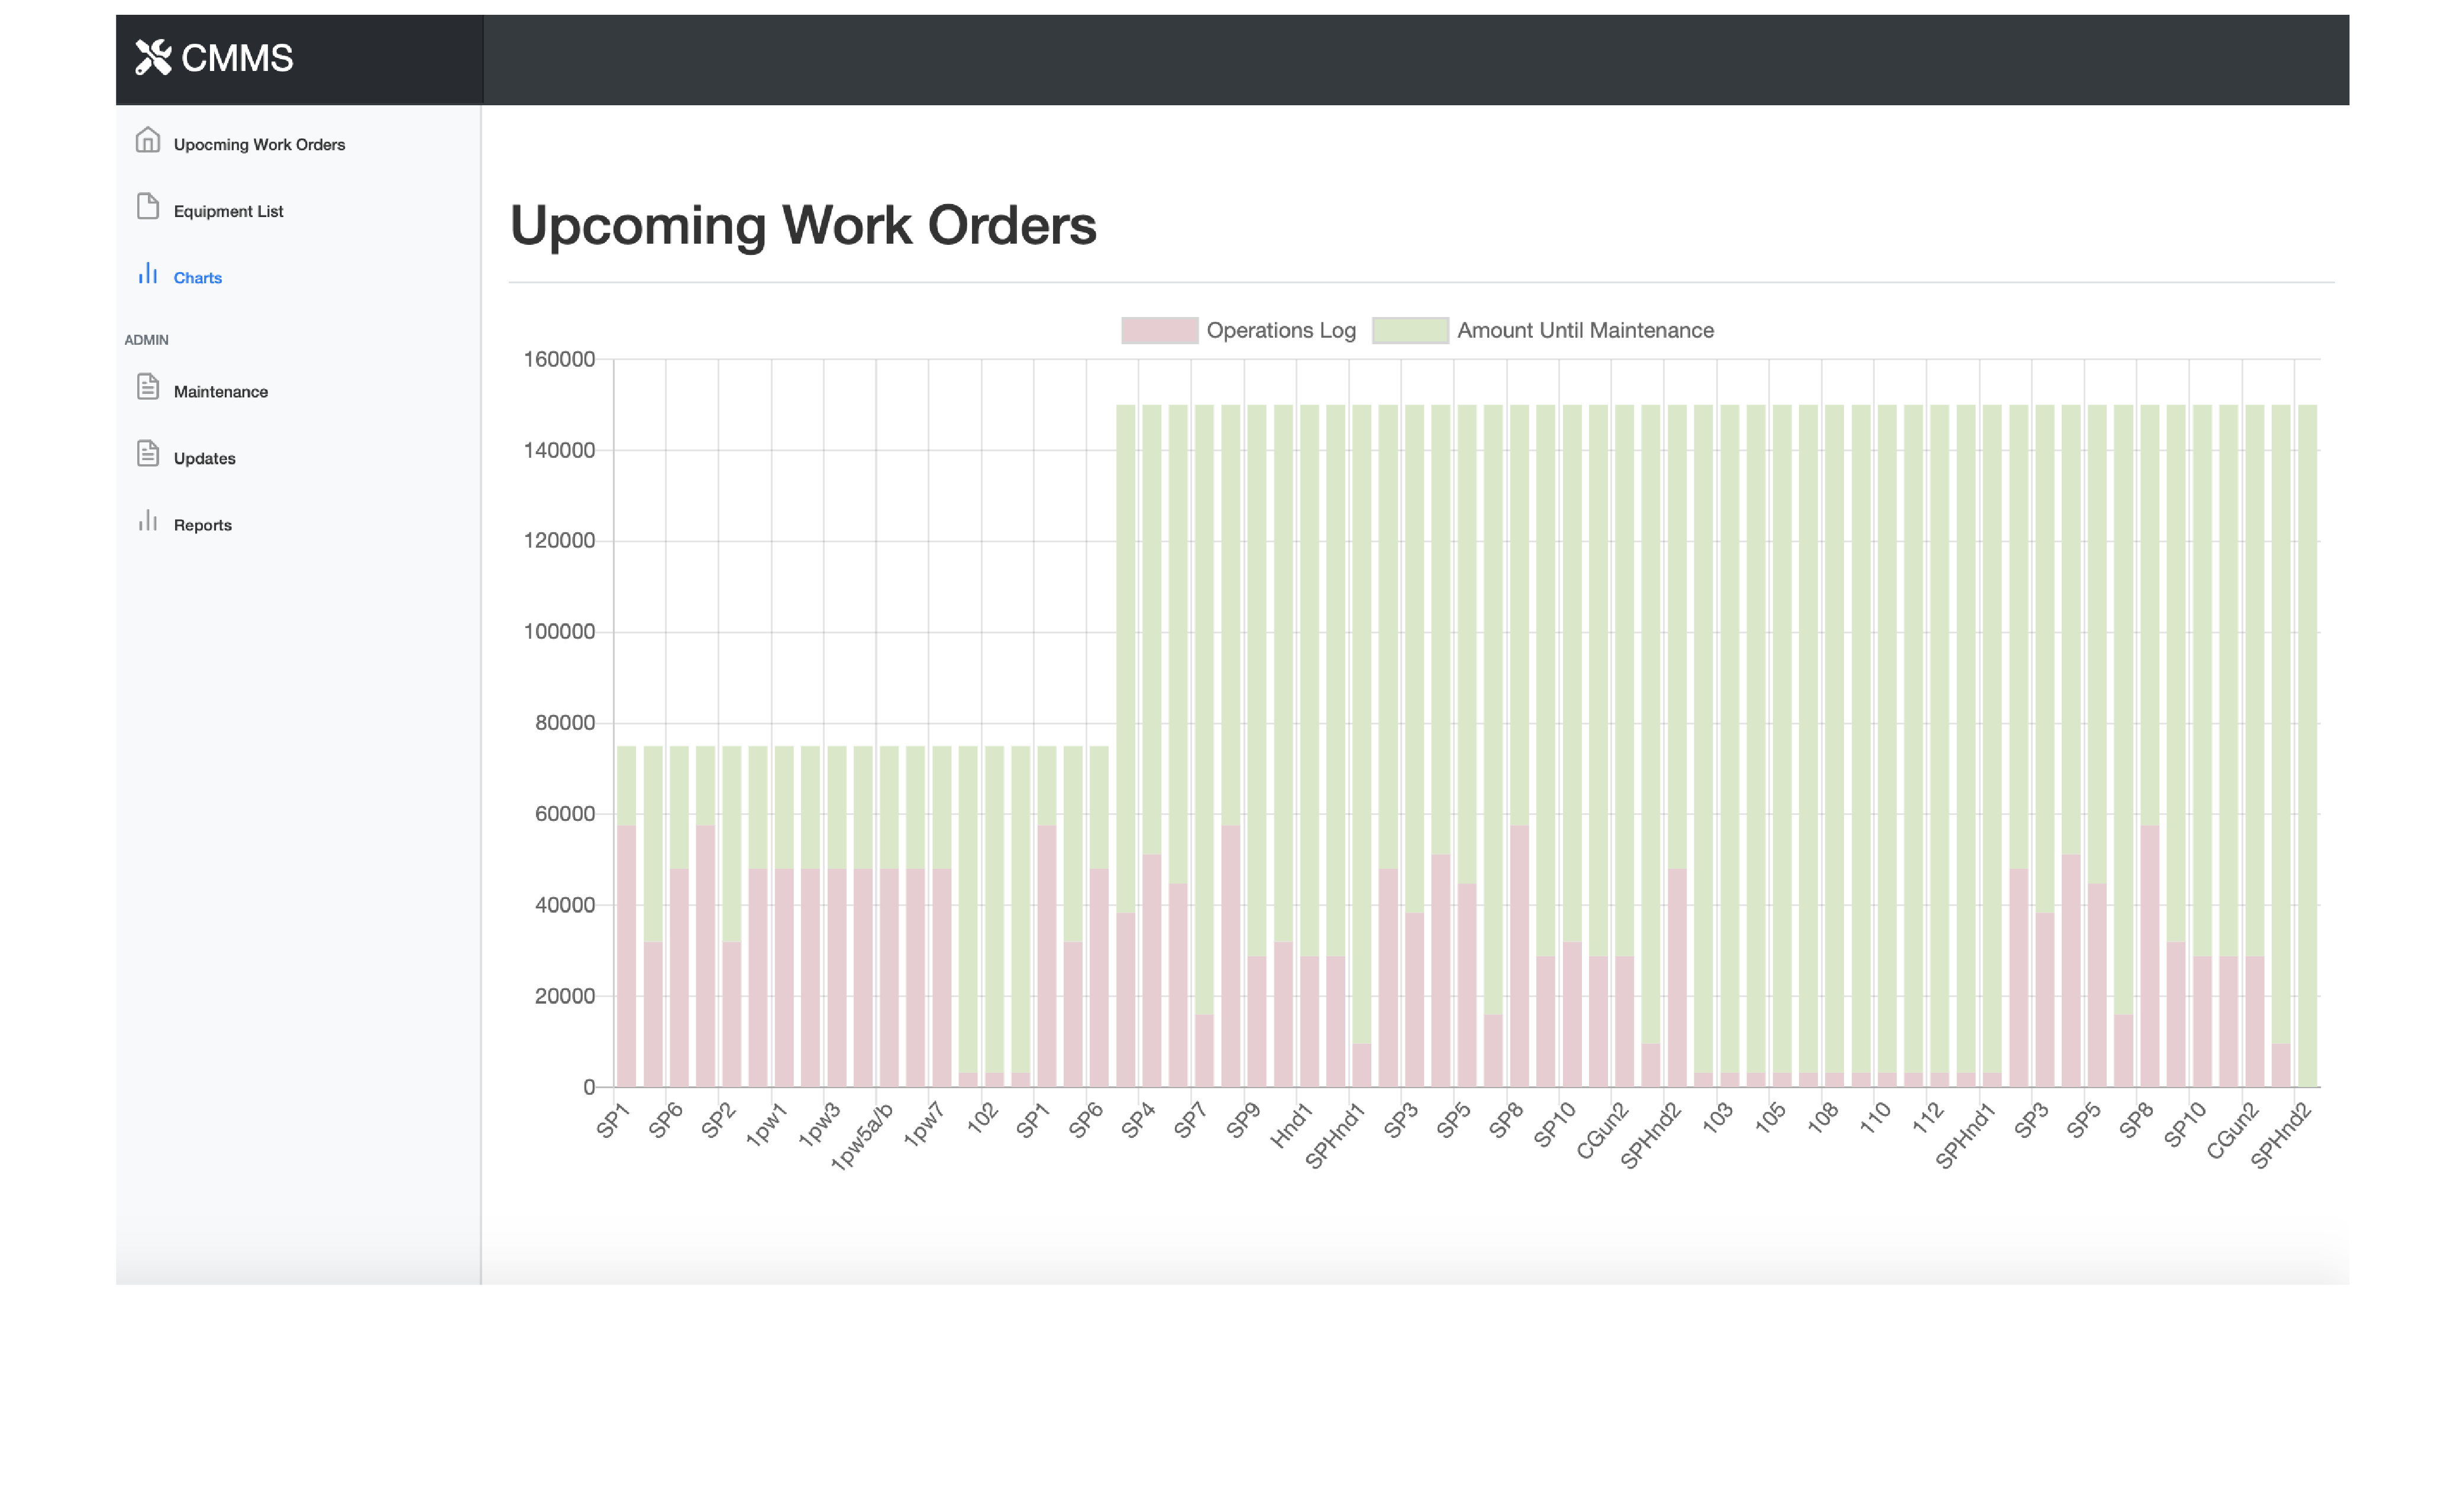 CMMS
Upocming Work Orders
Equipment List
Charts
ADMIN
Maintenance
Updates
Reports
Upcoming Work Orders
Operations Log Amount Until Maintenance
160000
140000
120000
100000
80000
60000
40000
20000
0
SP1 SP6 SP2 1pw1 1pw3 1pw5a/b 1pw7 102 SP1 SP6 SP4 SP7 SP9 Hnd1 SPHnd1 SP3 SP5 SP8 SP10 CGun2 SPHnd2 103 105 108 110 112 SPHnd1 SP3 SP5 SP8 SP10 CGun2 SPHnd2